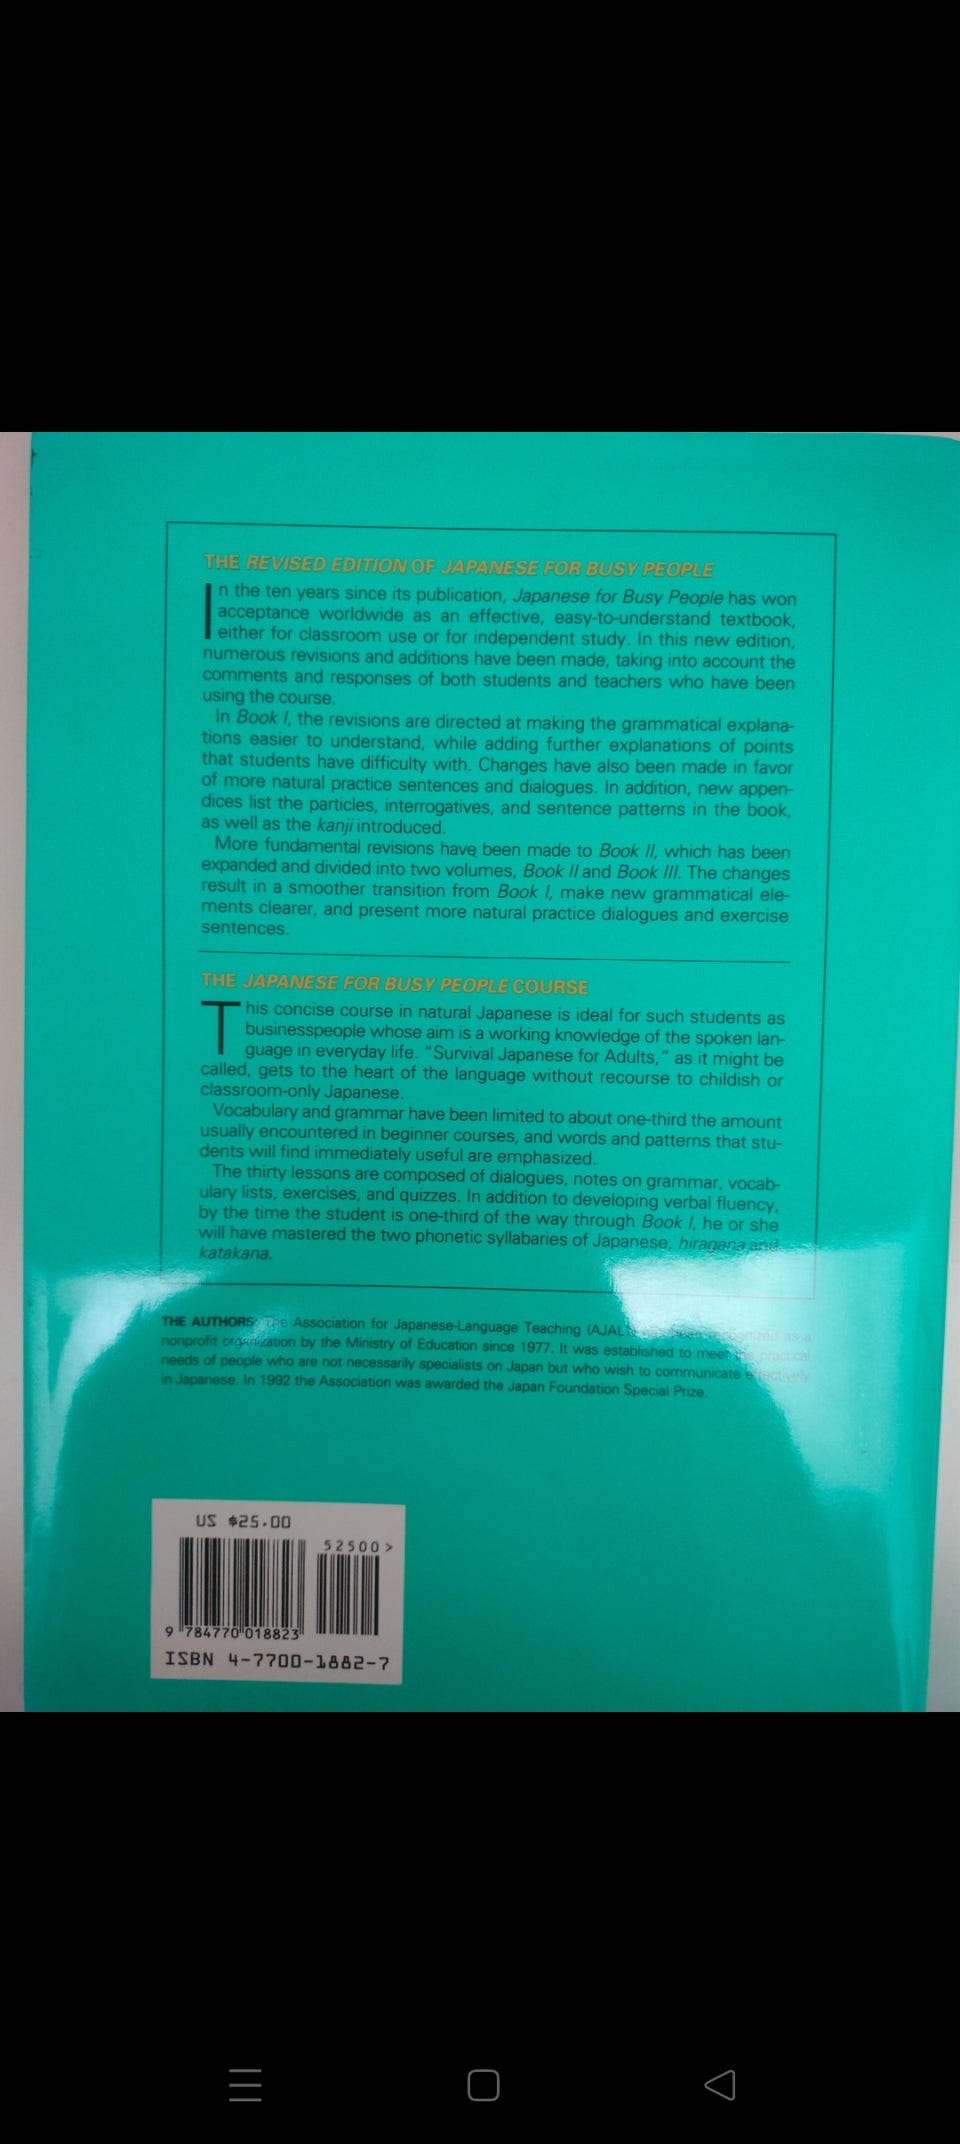 THE REVISED EDITION OF JAPANESE FOR BUSY PEOPLE
In the ten years since its publication, Japanese for Busy People has won
acceptance worldwide as an effective, easy-to-understand textbook,
either for classroom use or for independent study. In this new edition,
numerous revisions and additions have been made, taking into account the
comments and responses of both students and teachers who have been
using the course.
In Book I, the revisions are directed at making the grammatical explana-
tions easier to understand, while adding further explanations of points
that students have difficulty with. Changes have also been made in favor
of more natural practice sentences and dialogues. In addition, new appen-
dices list the particles, interrogatives, and sentence patterns in the book,
as well as the kanji introduced.
More fundamental revisions have been made to Book II, which has been
expanded and divided into two volumes, Book II and Book III. The changes
result in a smoother transition from Book I, make new grammatical ele-
ments clearer, and present more natural practice dialogues and exercise
sentences.
THE JAPANESE FOR BUSY PEOPLE COURSE
This concise course in natural Japanese is ideal for such students as
businesspeople whose aim is a working knowledge of the spoken lan-
guage in everyday life. “Survival Japanese for Adults,” as it might be
called, gets to the heart of the language without recourse to childish or
classroom-only Japanese.
Vocabulary and grammar have been limited to about one-third the amount
usually encountered in beginner courses, and words and patterns that stu-
dents will find immediately useful are emphasized.
The thirty lessons are composed of dialogues, notes on grammar, vocab-
ulary lists, exercises, and quizzes. In addition to developing verbal fluency,
by the time the student is one-third of the way through Book I, he or she
will have mastered the two phonetic syllabaries of Japanese, hiragana and
katakana.
THE AUTHORS: The Association for Japanese-Language Teaching (AJALT) has been recognized as a
nonprofit organization by the Ministry of Education since 1977. It was established to meet the practical
needs of people who are not necessarily specialists on Japan but who wish to communicate effectively
in Japanese. In 1992 the Association was awarded the Japan Foundation Special Prize.
US $25.00
52500>
9 784770 018823
ISBN 4-7700-1882-7